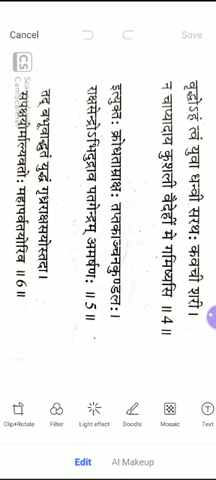 Cancel
Save
वृद्धोऽहं त्वं युवा धन्वी सरथः कवची शरी।
न चाप्यादाय कुशली वैदेहीं मे गमिष्यसि ॥ 4 ॥
इत्युक्तः क्रोधताम्राक्षः तप्तकाञ्चनकुण्डलः।
राक्षसेन्द्रोऽभिदुद्राव पतगेन्द्रम् अमर्षणः ॥ 5 ॥
तद् बभूवाद्भुतं युद्धं गृध्रराक्षसयोस्तदा।
सपक्षयोर्माल्यवतोः महापर्वतयोरिव ॥ 6 ॥
CS
Clip+Rotate
Filter
Light effect
Doodle
Mosaic
Text
Edit
AI Makeup